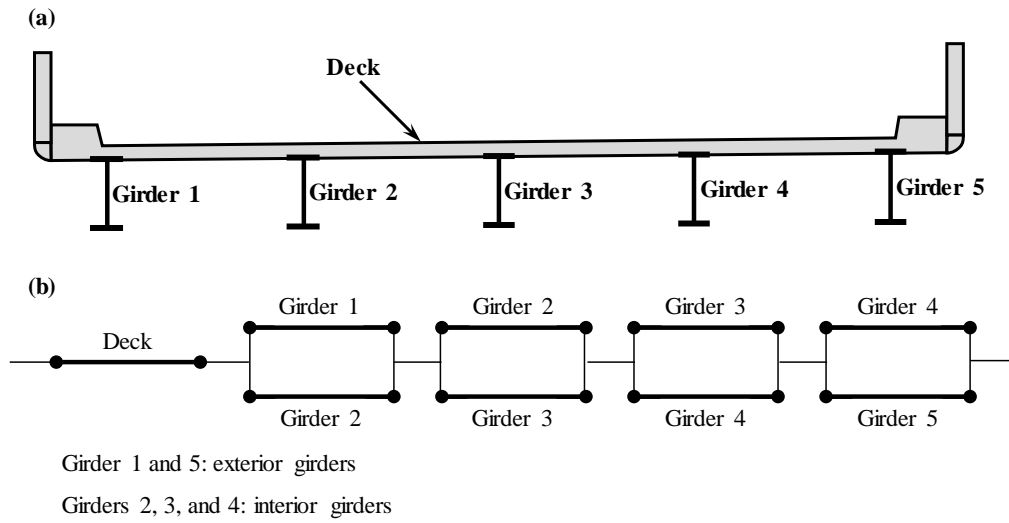 (a)
Deck
Girder 1
Girder 2
Girder 3
Girder 4
Girder 5
(b)
Girder 1
Girder 2
Girder 3
Girder 4
Deck
Girder 2
Girder 3
Girder 4
Girder 5
Girder 1 and 5: exterior girders
Girders 2, 3, and 4: interior girders